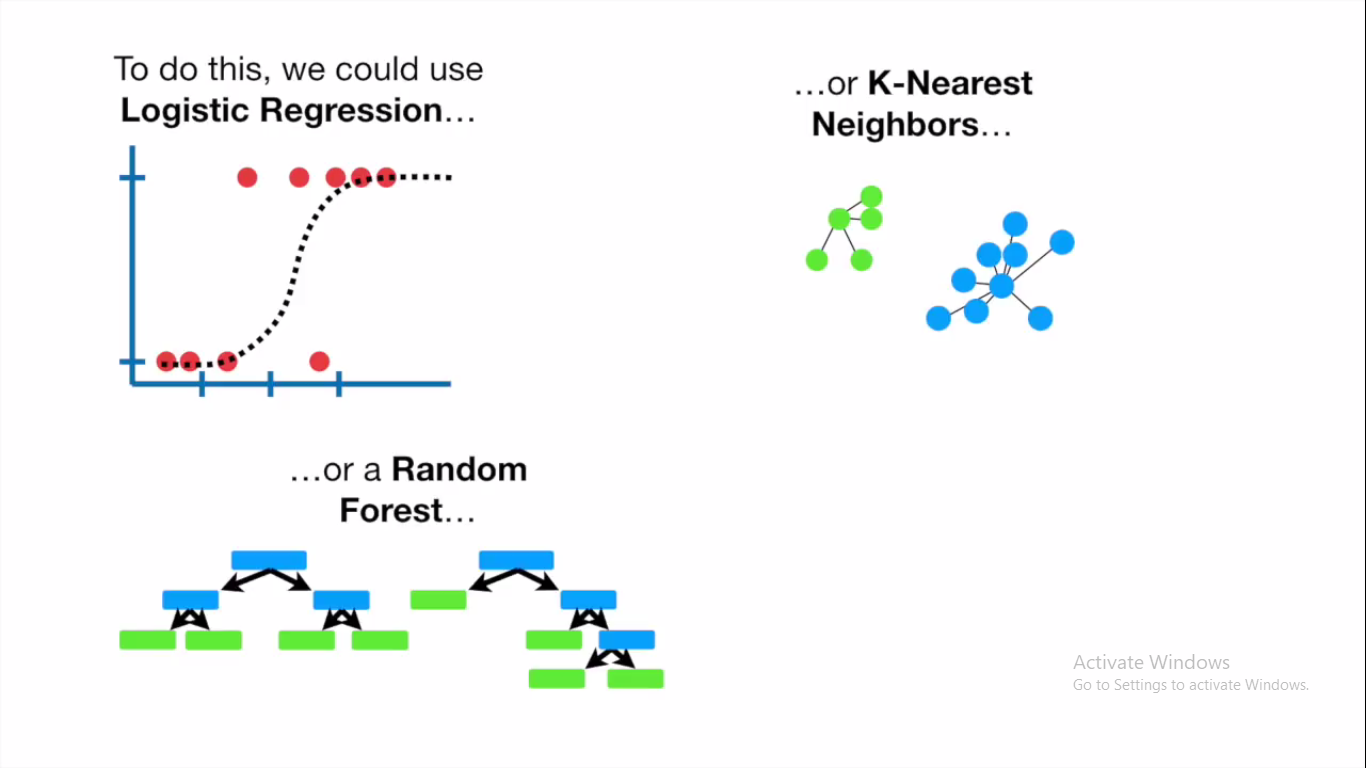 To do this, we could use
Logistic Regression…
…or K-Nearest
Neighbors…
…or a Random
Forest…
Activate Windows
Go to Settings to activate Windows.